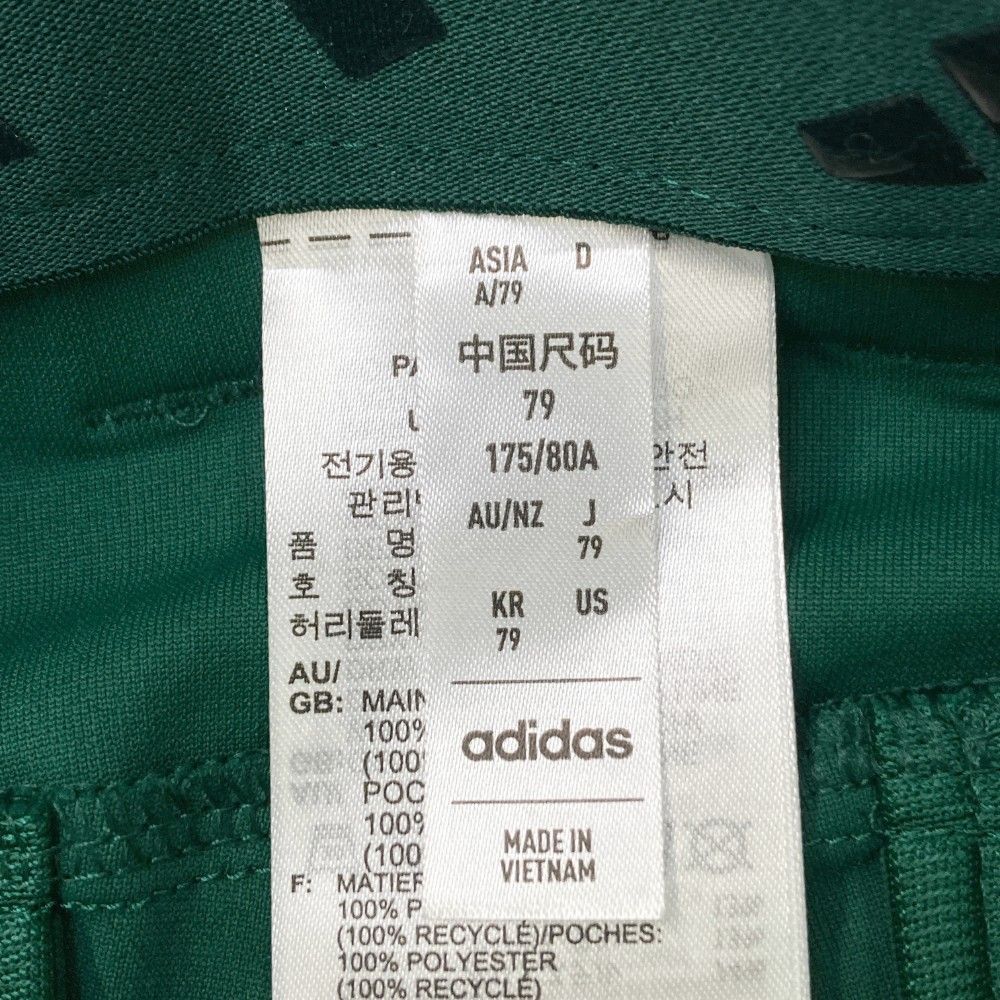 ASIA D
A/79
中国尺码
79
175/80A
AU/NZ J
79
KR US
79
adidas
MADE IN
VIETNAM
전기용 안전
관리
품 명
호 칭
허리둘레
AU/
GB: MAIN
100%
(100
POC
100%
(100
F: MATIER
100% P
(100% RECYCLÉ)/POCHES:
100% POLYESTER
(100% RECYCLÉ)